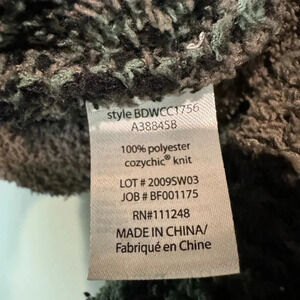 style BDWCC1756
A388458
100% polyester
cozychic® knit
LOT # 2009SW03
JOB # BF001175
RN#111248
MADE IN CHINA/
Fabriqué en Chine